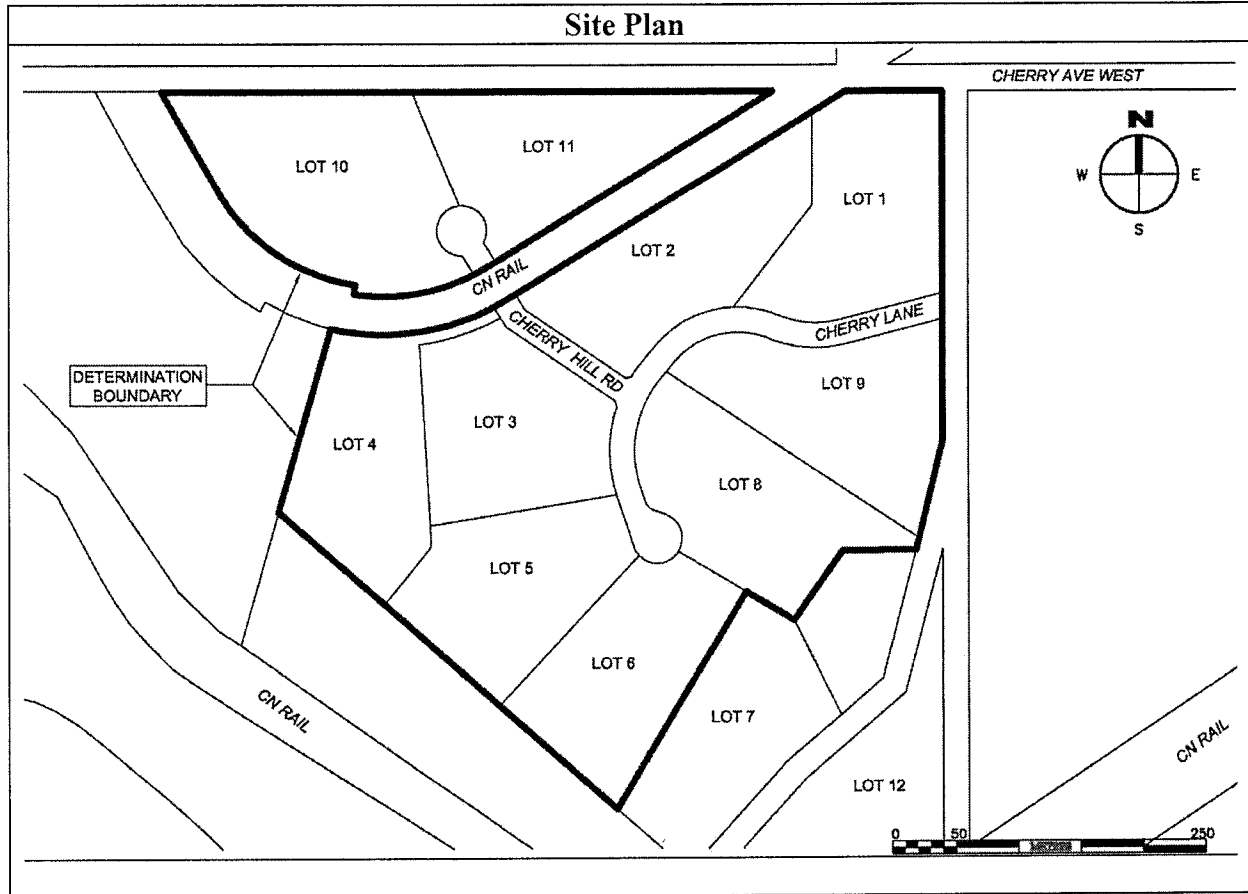 Site Plan
CHERRY AVE WEST
N
W E
S
LOT 10
LOT 11
LOT 1
LOT 2
CN RAIL
CHERRY LANE
CHERRY HILL RD
DETERMINATION
BOUNDARY
LOT 9
LOT 3
LOT 4
LOT 8
LOT 5
LOT 6
CN RAIL
LOT 7
CN RAIL
LOT 12
0 50 250